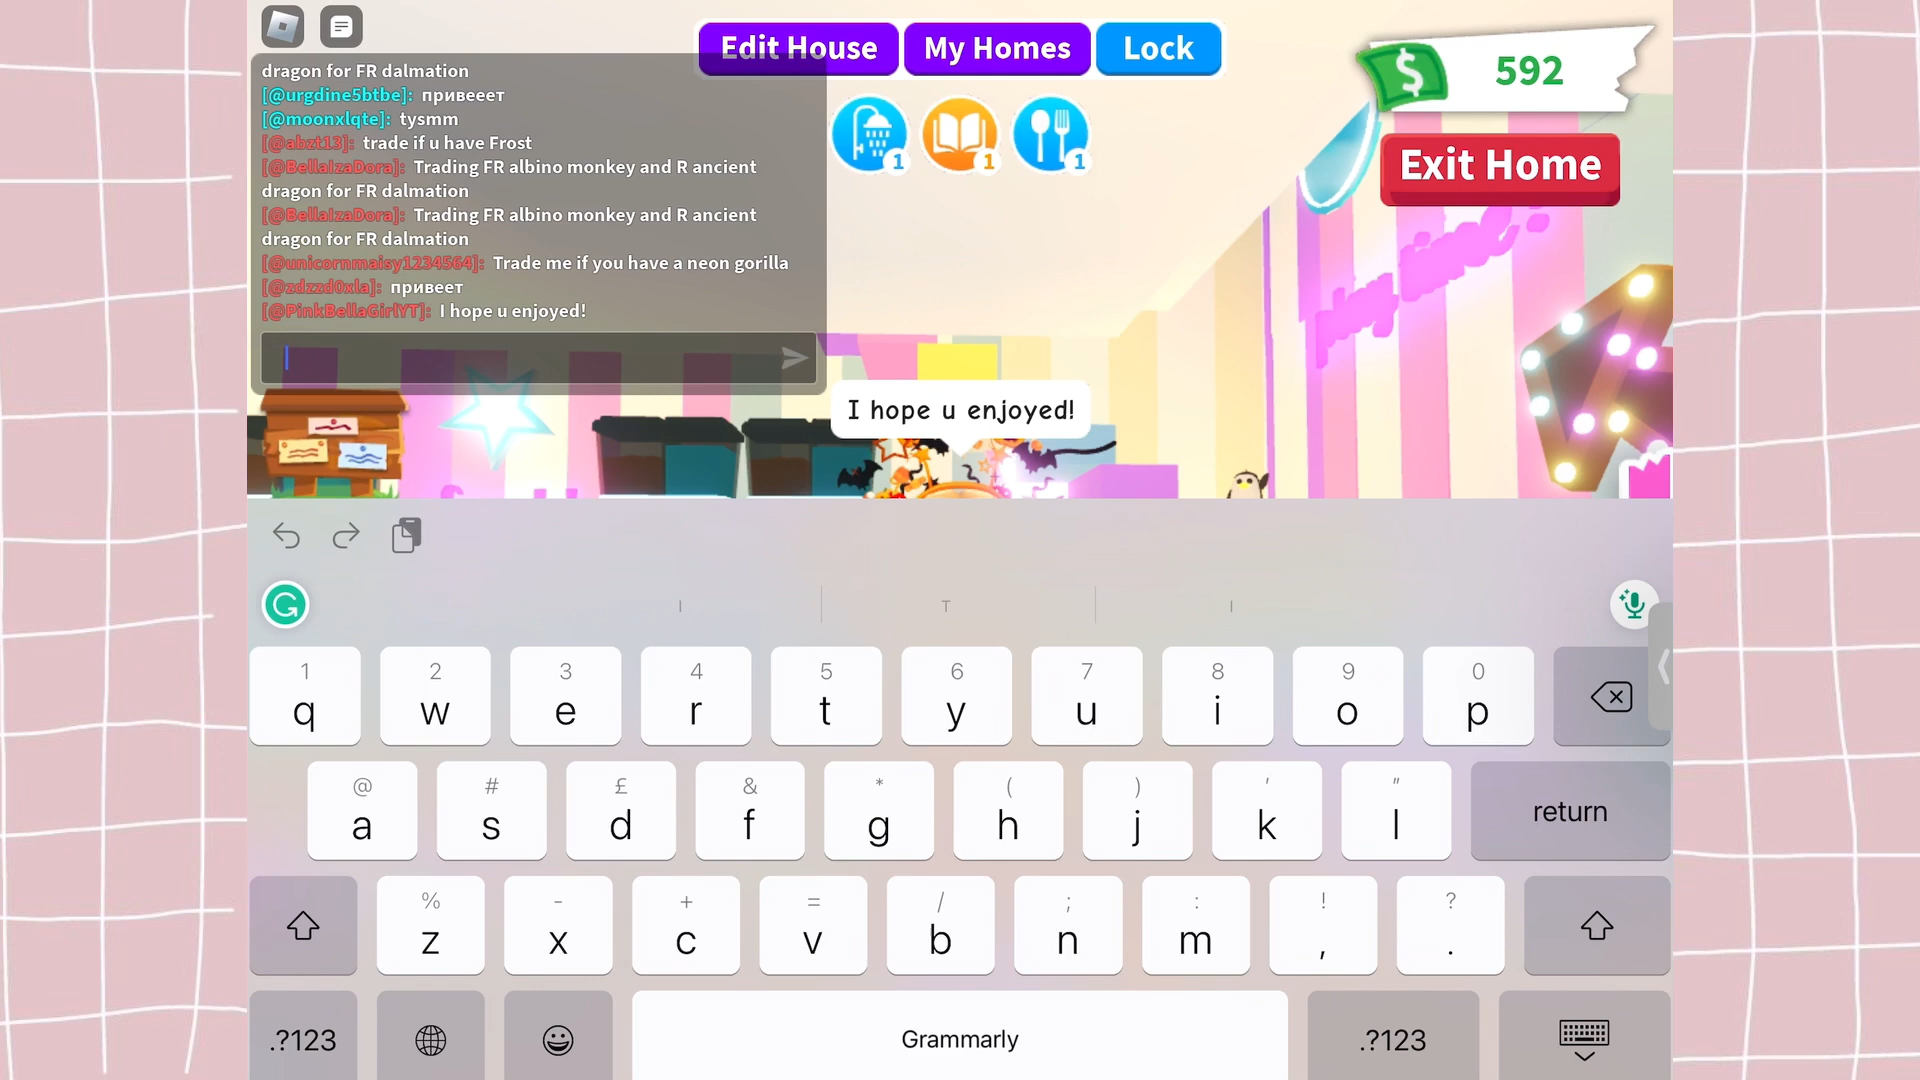 Edit House
My Homes
Lock
592
Exit Home
1
1
1
dragon for FR dalmation
[@urgdine5btbe]: привееет
[@moonxlqte]: tysmm
[@abzt13]: trade if u have Frost
[@BellaIzaDora]: Trading FR albino monkey and R ancient
dragon for FR dalmation
[@BellaIzaDora]: Trading FR albino monkey and R ancient
dragon for FR dalmation
[@unicornmaisy1234564]: Trade me if you have a neon gorilla
[@zdzzd0xla]: привеет
[@PinkBellaGirlYT]: I hope u enjoyed!
I hope u enjoyed!
I T I
1 2 3 4 5 6 7 8 9 0
q w e r t y u i o p
@ # £ & * ( ) ' "
a s d f g h j k l return
% - + = / ; : ! ?
z x c v b n m , .
.?123 Grammarly .?123